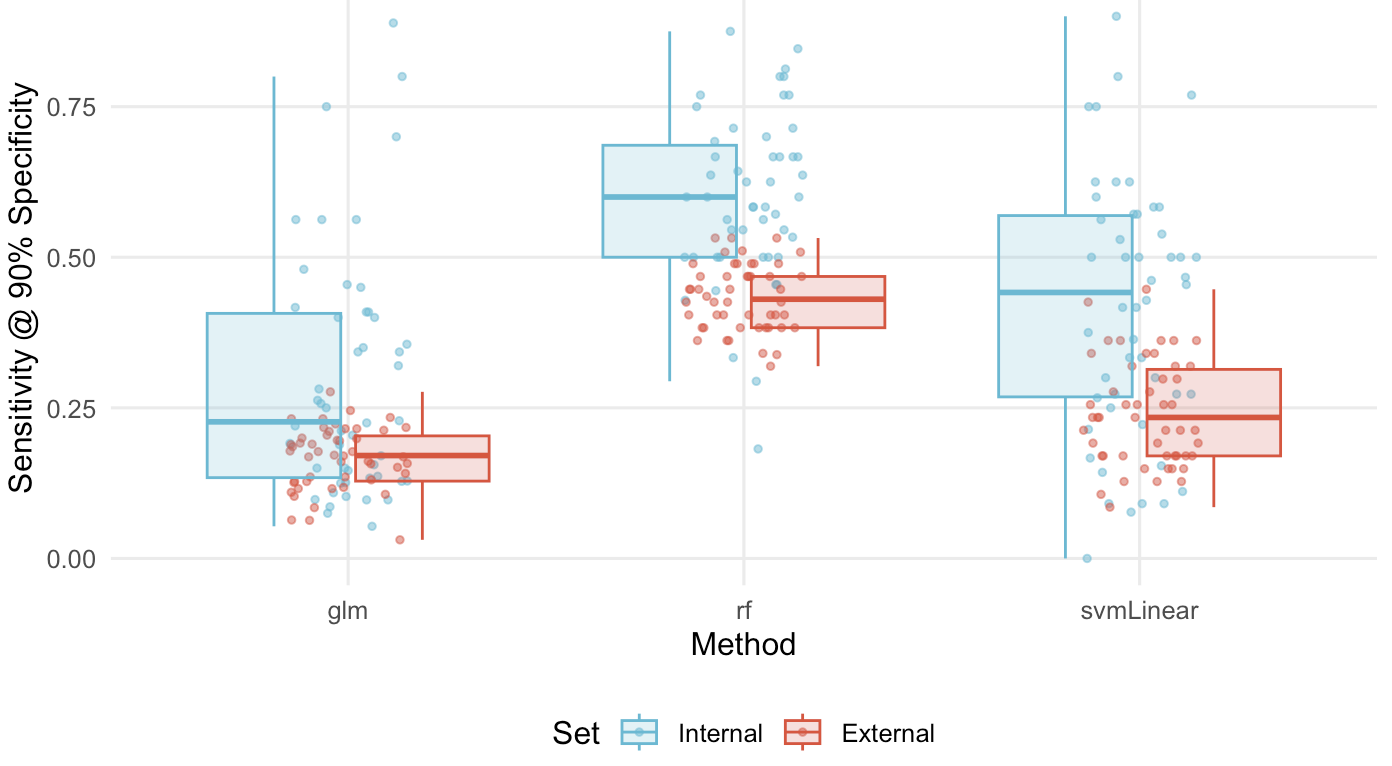 Sensitivity @ 90% Specificity
0.75
0.50
0.25
0.00
glm rf svmLinear
Method
Set Internal External